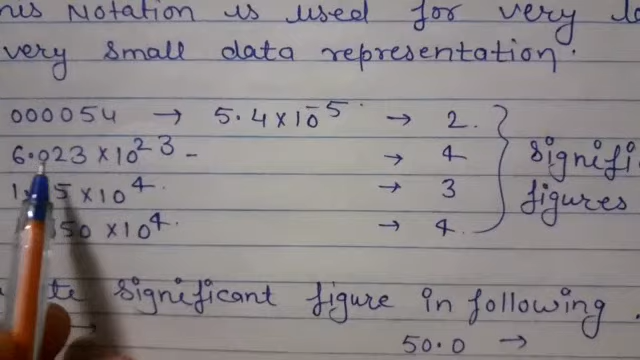 Notation is used for very
very small data representation.
000054 → 5.4×10⁻⁵ → 2
6.023×10²³ - → 4
5×10⁴ → 3
50×10⁴ → 4
Signifi
figures
significant figure in following.
→ 50.0 →